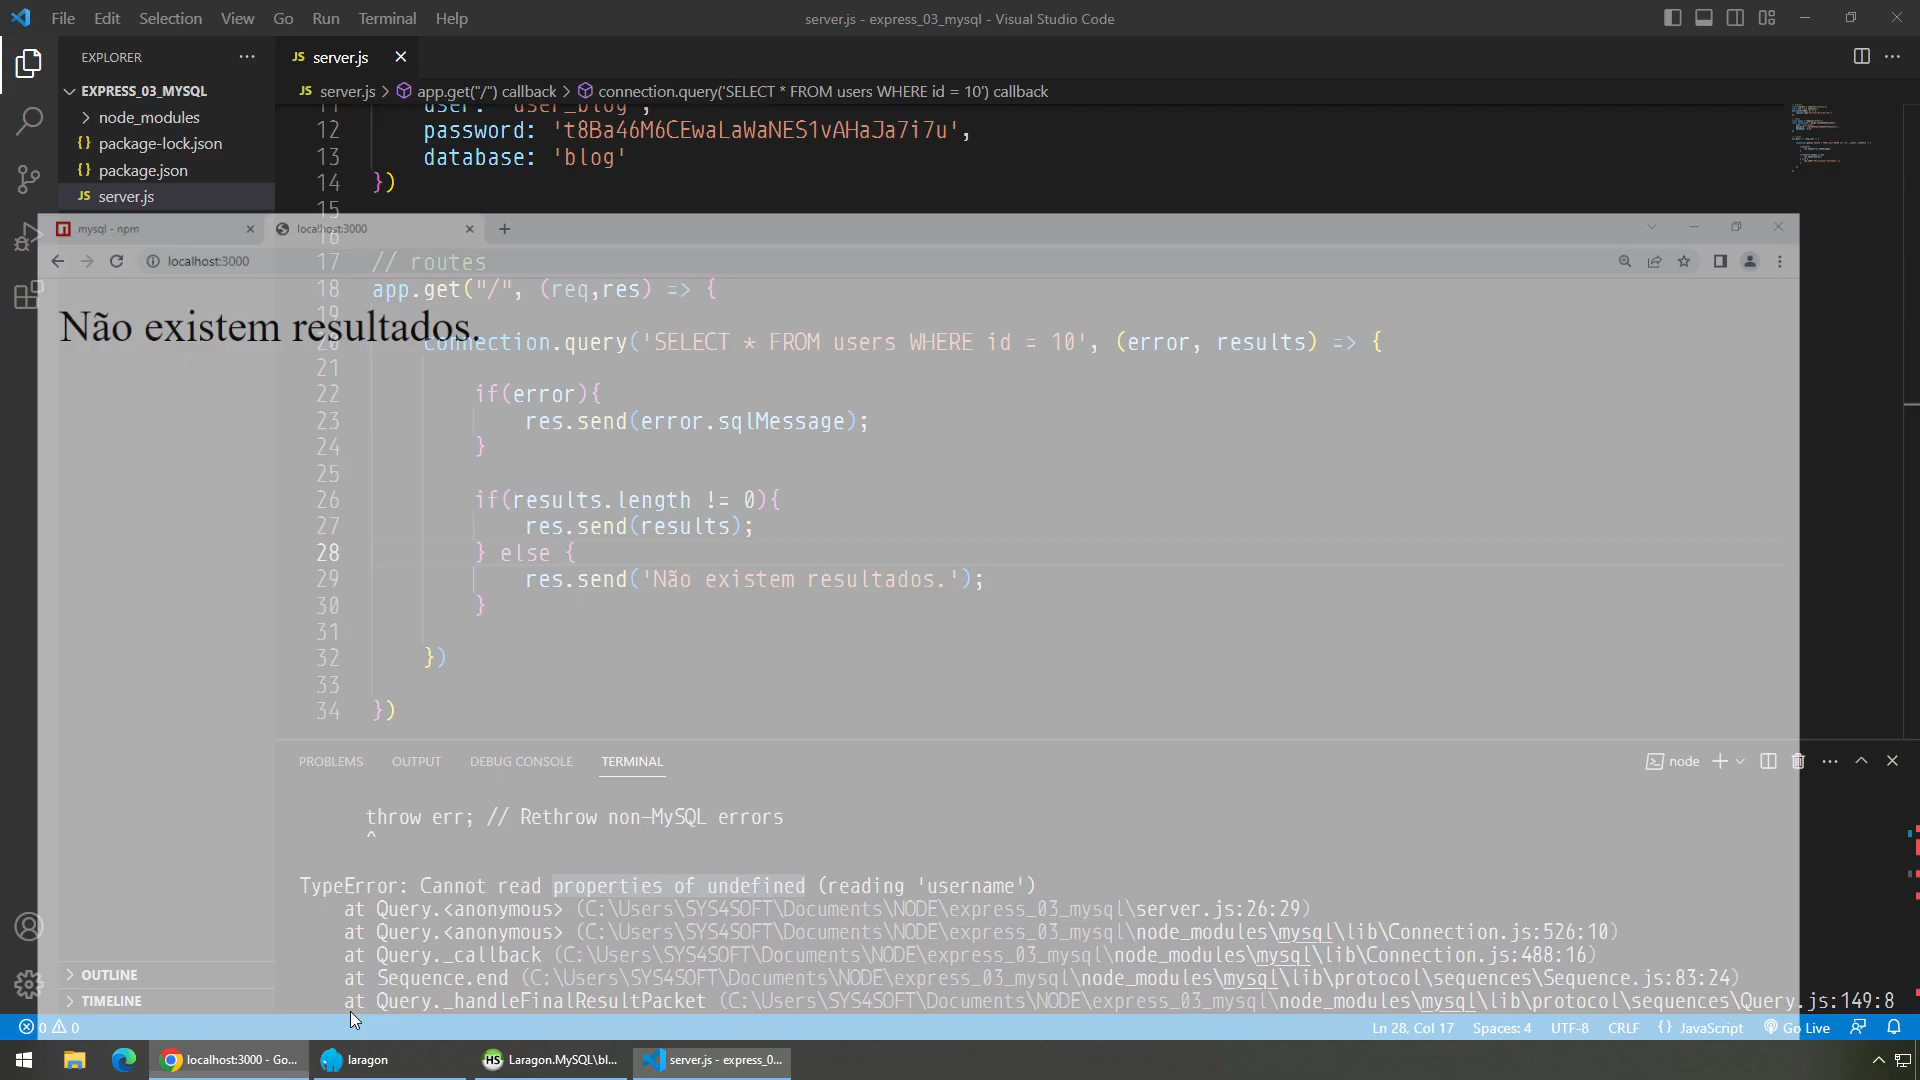 File Edit Selection View Go Run Terminal Help
server.js - express_03_mysql - Visual Studio Code
EXPLORER
JS server.js
EXPRESS_03_MYSQL
JS server.js > app.get("/") callback > connection.query('SELECT * FROM users WHERE id = 10') callback
node_modules
{} package-lock.json
{} package.json
JS server.js
11 user: 'user_blog',
12 password: 't8Ba46M6CEwaLaWaNES1vAHaJa7i7u',
13 database: 'blog'
14 })
15
16
mysql - npm
localhost:3000
localhost:3000
17 // routes
18 app.get("/", (req,res) => {
19
Não existem resultados.
20 connection.query('SELECT * FROM users WHERE id = 10', (error, results) => {
21
22 if(error){
23 res.send(error.sqlMessage);
24 }
25
26 if(results.length != 0){
27 res.send(results);
28 } else {
29 res.send('Não existem resultados.');
30 }
31
32 })
33
34 })
PROBLEMS OUTPUT DEBUG CONSOLE TERMINAL
node
throw err; // Rethrow non-MySQL errors
^
TypeError: Cannot read properties of undefined (reading 'username')
at Query.<anonymous> (C:\Users\SYS4SOFT\Documents\NODE\express_03_mysql\server.js:26:29)
at Query.<anonymous> (C:\Users\SYS4SOFT\Documents\NODE\express_03_mysql\node_modules\mysql\lib\Connection.js:526:10)
at Query._callback (C:\Users\SYS4SOFT\Documents\NODE\express_03_mysql\node_modules\mysql\lib\Connection.js:488:16)
at Sequence.end (C:\Users\SYS4SOFT\Documents\NODE\express_03_mysql\node_modules\mysql\lib\protocol\sequences\Sequence.js:83:24)
at Query._handleFinalResultPacket (C:\Users\SYS4SOFT\Documents\NODE\express_03_mysql\node_modules\mysql\lib\protocol\sequences\Query.js:149:8
OUTLINE
TIMELINE
0 0
Ln 28, Col 17 Spaces: 4 UTF-8 CRLF {} JavaScript Go Live
localhost:3000 - Go...
laragon
HS Laragon.MySQL\bl...
server.js - express_0...